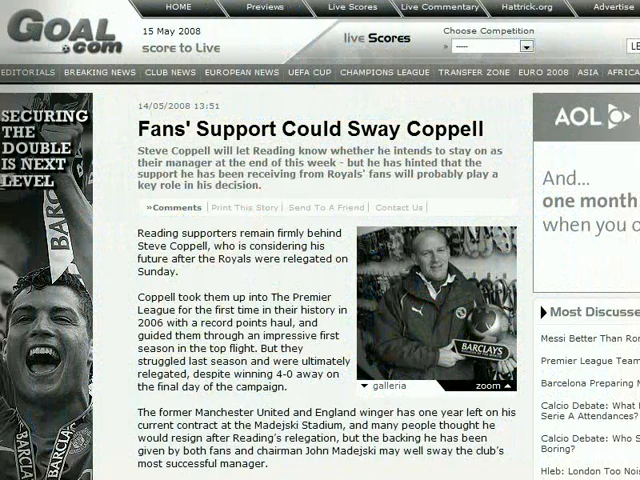 HOME Previews Live Scores Live Commentary Hattrick.org Advertise
GOAL.com
15 May 2008
score to Live
live Scores
Choose Competition
» -----
EDITORIALS BREAKING NEWS CLUB NEWS EUROPEAN NEWS UEFA CUP CHAMPIONS LEAGUE TRANSFER ZONE EURO 2008 ASIA AFRICA
SECURING
THE
DOUBLE
IS NEXT
LEVEL
BARC
BARCLA
BARCLA
14/05/2008 13:51
Fans' Support Could Sway Coppell
Steve Coppell will let Reading know whether he intends to stay on as
their manager at the end of this week - but he has hinted that the
support he has been receiving from Royals' fans will probably play a
key role in his decision.
»Comments | Print This Story | Send To A Friend | Contact Us |
Reading supporters remain firmly behind
Steve Coppell, who is considering his
future after the Royals were relegated on
Sunday.
Coppell took them up into The Premier
League for the first time in their history in
2006 with a record points haul, and
guided them through an impressive first
season in the top flight. But they
struggled last season and were ultimately
relegated, despite winning 4-0 away on
the final day of the campaign.
BARCLAYS
galleria zoom
The former Manchester United and England winger has one year left on his
current contract at the Madejski Stadium, and many people thought he
would resign after Reading's relegation, but the backing he has been
given by both fans and chairman John Madejski may well sway the club's
most successful manager.
AOL
And...
one month
when you o
Most Discusse
Messi Better Than Ron
Premier League Team
Barcelona Preparing M
Calcio Debate: What I
Serie A Attendances?
Calcio Debate: Who S
Boring?
Hleb: London Too Nois